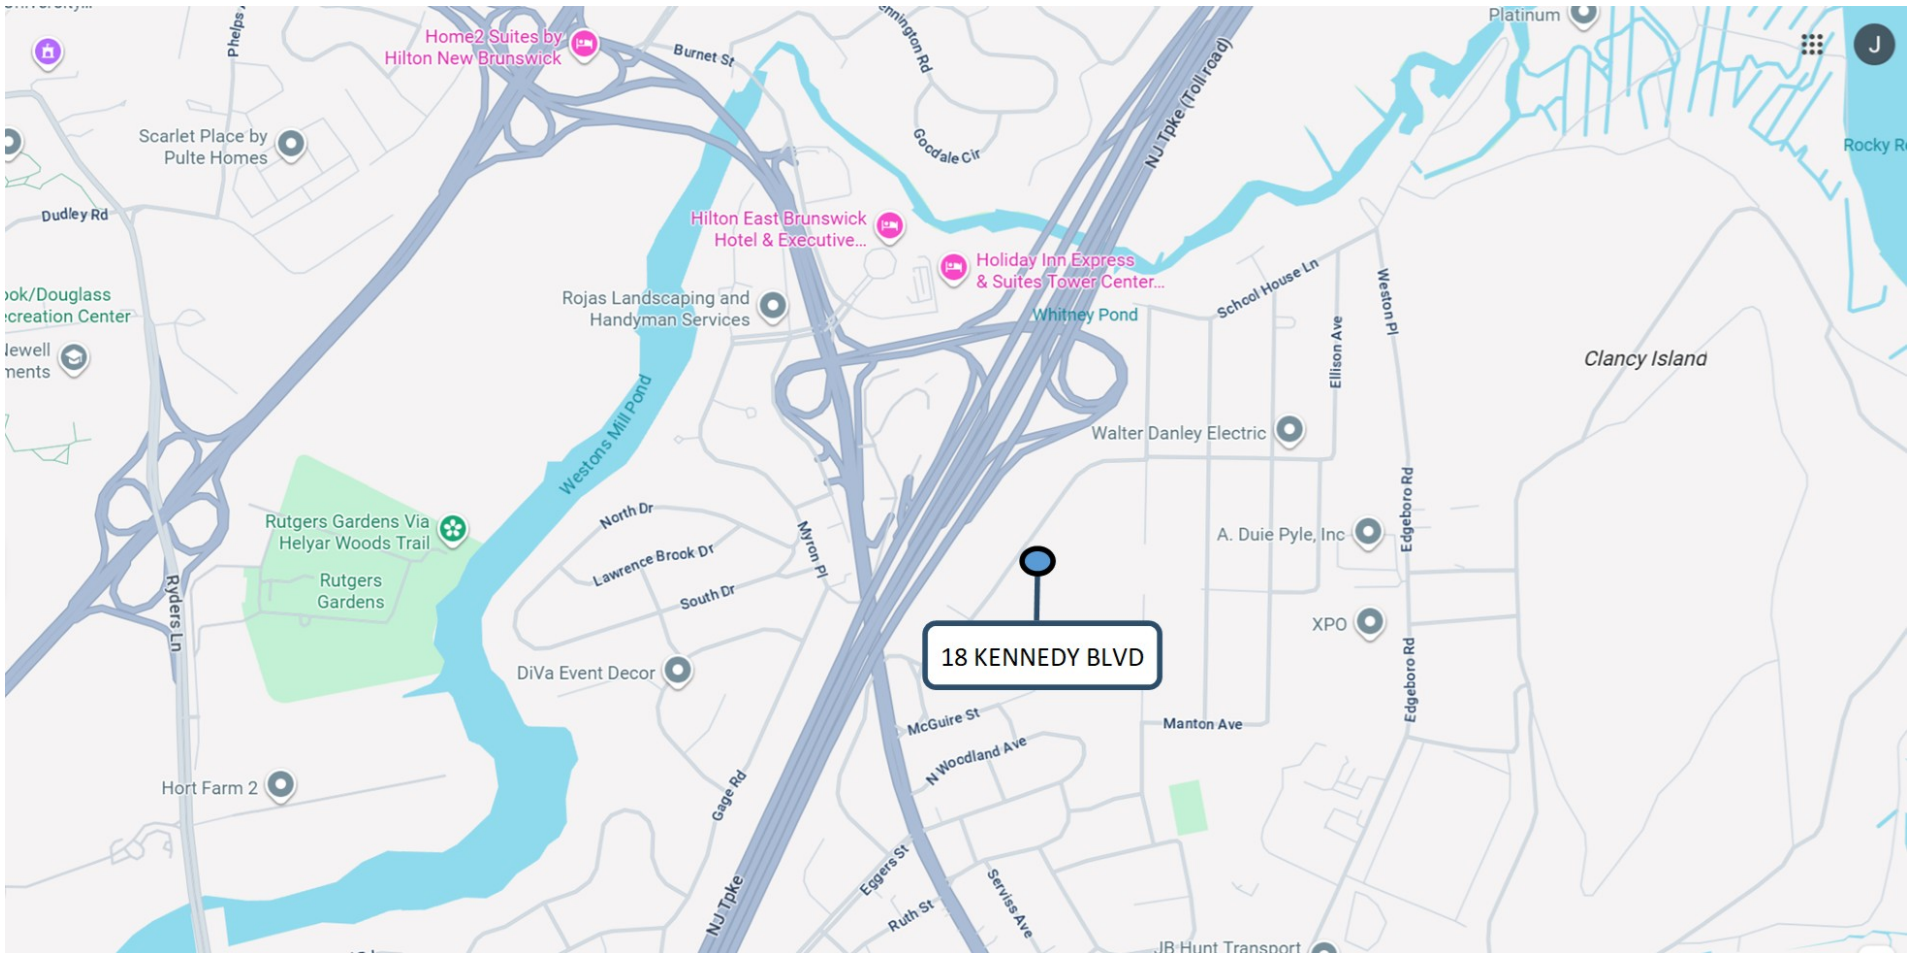 Platinum
J
Phelps
Home2 Suites by
Hilton New Brunswick
Burnet St
NJ Tpke (Toll road)
Scarlet Place by
Pulte Homes
Gocdale Cir
Dudley Rd
Hilton East Brunswick
Hotel & Executive...
Holiday Inn Express
& Suites Tower Center...
Whitney Pond
School House Ln
Weston Pl
Ellison Ave
Clancy Island
ook/Douglass
ecreation Center
Rojas Landscaping and
Handyman Services
Westons Mill Pond
Walter Danley Electric
Rutgers Gardens Via
Helyar Woods Trail
Rutgers
Gardens
North Dr
Lawrence Brook Dr
South Dr
Myron Pl
A. Duie Pyle, Inc
Edgeboro Rd
Ryders Ln
18 KENNEDY BLVD
XPO
Edgeboro Rd
DiVa Event Decor
McGuire St
N Woodland Ave
Manton Ave
Hort Farm 2
Gage Rd
NJ Tpke
Eggers St
Ruth St
Serviss Ave
JB Hunt Transport